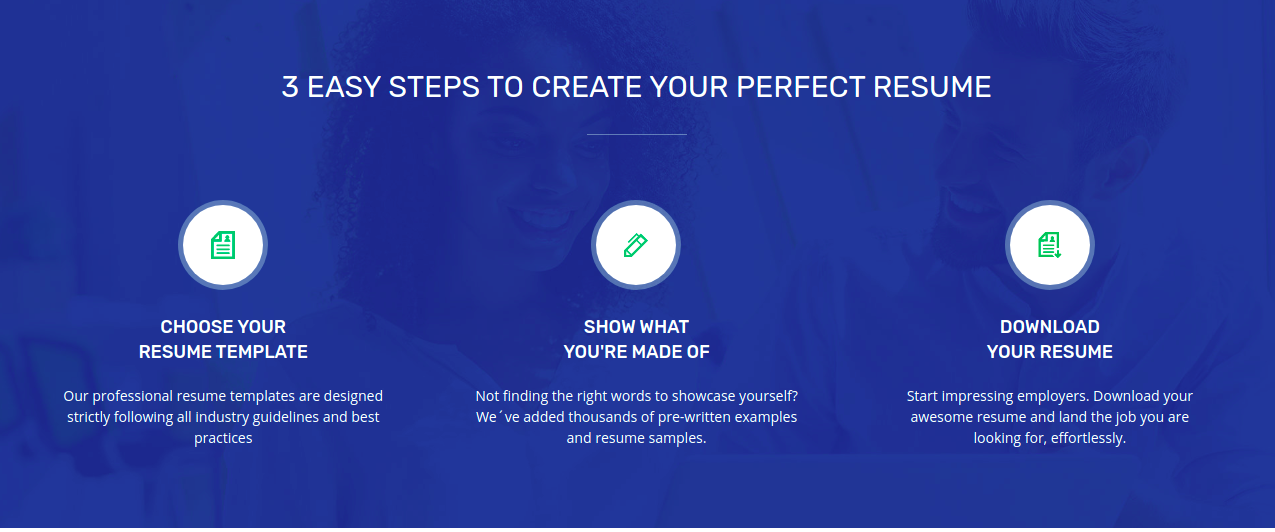 3 EASY STEPS TO CREATE YOUR PERFECT RESUME
CHOOSE YOUR
RESUME TEMPLATE
Our professional resume templates are designed
strictly following all industry guidelines and best
practices
SHOW WHAT
YOU'RE MADE OF
Not finding the right words to showcase yourself?
We´ve added thousands of pre-written examples
and resume samples.
DOWNLOAD
YOUR RESUME
Start impressing employers. Download your
awesome resume and land the job you are
looking for, effortlessly.